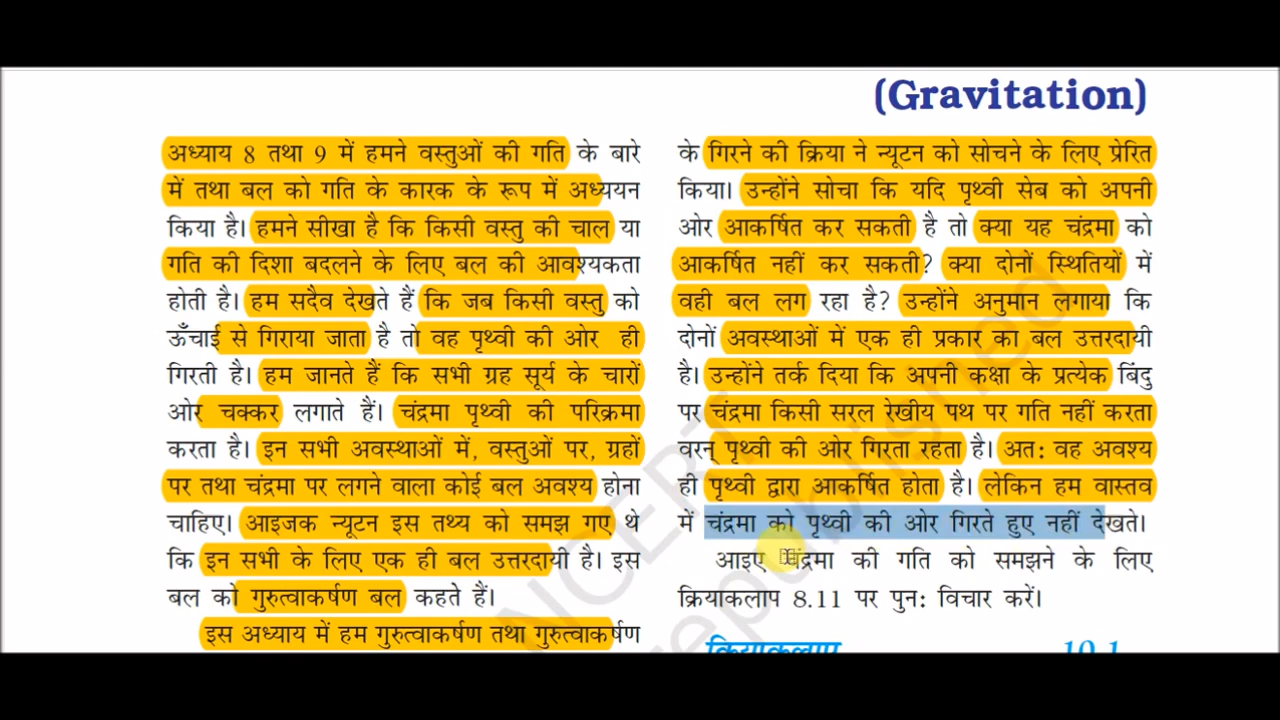 (Gravitation)
अध्याय 8 तथा 9 में हमने वस्तुओं की गति के बारे
में तथा बल को गति के कारक के रूप में अध्ययन
किया है। हमने सीखा है कि किसी वस्तु की चाल या
गति की दिशा बदलने के लिए बल की आवश्यकता
होती है। हम सदैव देखते हैं कि जब किसी वस्तु को
ऊँचाई से गिराया जाता है तो वह पृथ्वी की ओर ही
गिरती है। हम जानते हैं कि सभी ग्रह सूर्य के चारों
ओर चक्कर लगाते हैं। चंद्रमा पृथ्वी की परिक्रमा
करता है। इन सभी अवस्थाओं में, वस्तुओं पर, ग्रहों
पर तथा चंद्रमा पर लगने वाला कोई बल अवश्य होना
चाहिए। आइजक न्यूटन इस तथ्य को समझ गए थे
कि इन सभी के लिए एक ही बल उत्तरदायी है। इस
बल को गुरुत्वाकर्षण बल कहते हैं।
इस अध्याय में हम गुरुत्वाकर्षण तथा गुरुत्वाकर्षण
के गिरने की क्रिया ने न्यूटन को सोचने के लिए प्रेरित
किया। उन्होंने सोचा कि यदि पृथ्वी सेब को अपनी
ओर आकर्षित कर सकती है तो क्या यह चंद्रमा को
आकर्षित नहीं कर सकती? क्या दोनों स्थितियों में
वही बल लग रहा है? उन्होंने अनुमान लगाया कि
दोनों अवस्थाओं में एक ही प्रकार का बल उत्तरदायी
है। उन्होंने तर्क दिया कि अपनी कक्षा के प्रत्येक बिंदु
पर चंद्रमा किसी सरल रेखीय पथ पर गति नहीं करता
वरन् पृथ्वी की ओर गिरता रहता है। अत: वह अवश्य
ही पृथ्वी द्वारा आकर्षित होता है। लेकिन हम वास्तव
में चंद्रमा को पृथ्वी की ओर गिरते हुए नहीं देखते।
आइए चंद्रमा की गति को समझने के लिए
क्रियाकलाप 8.11 पर पुन: विचार करें।
क्रियाकलाप 10.1